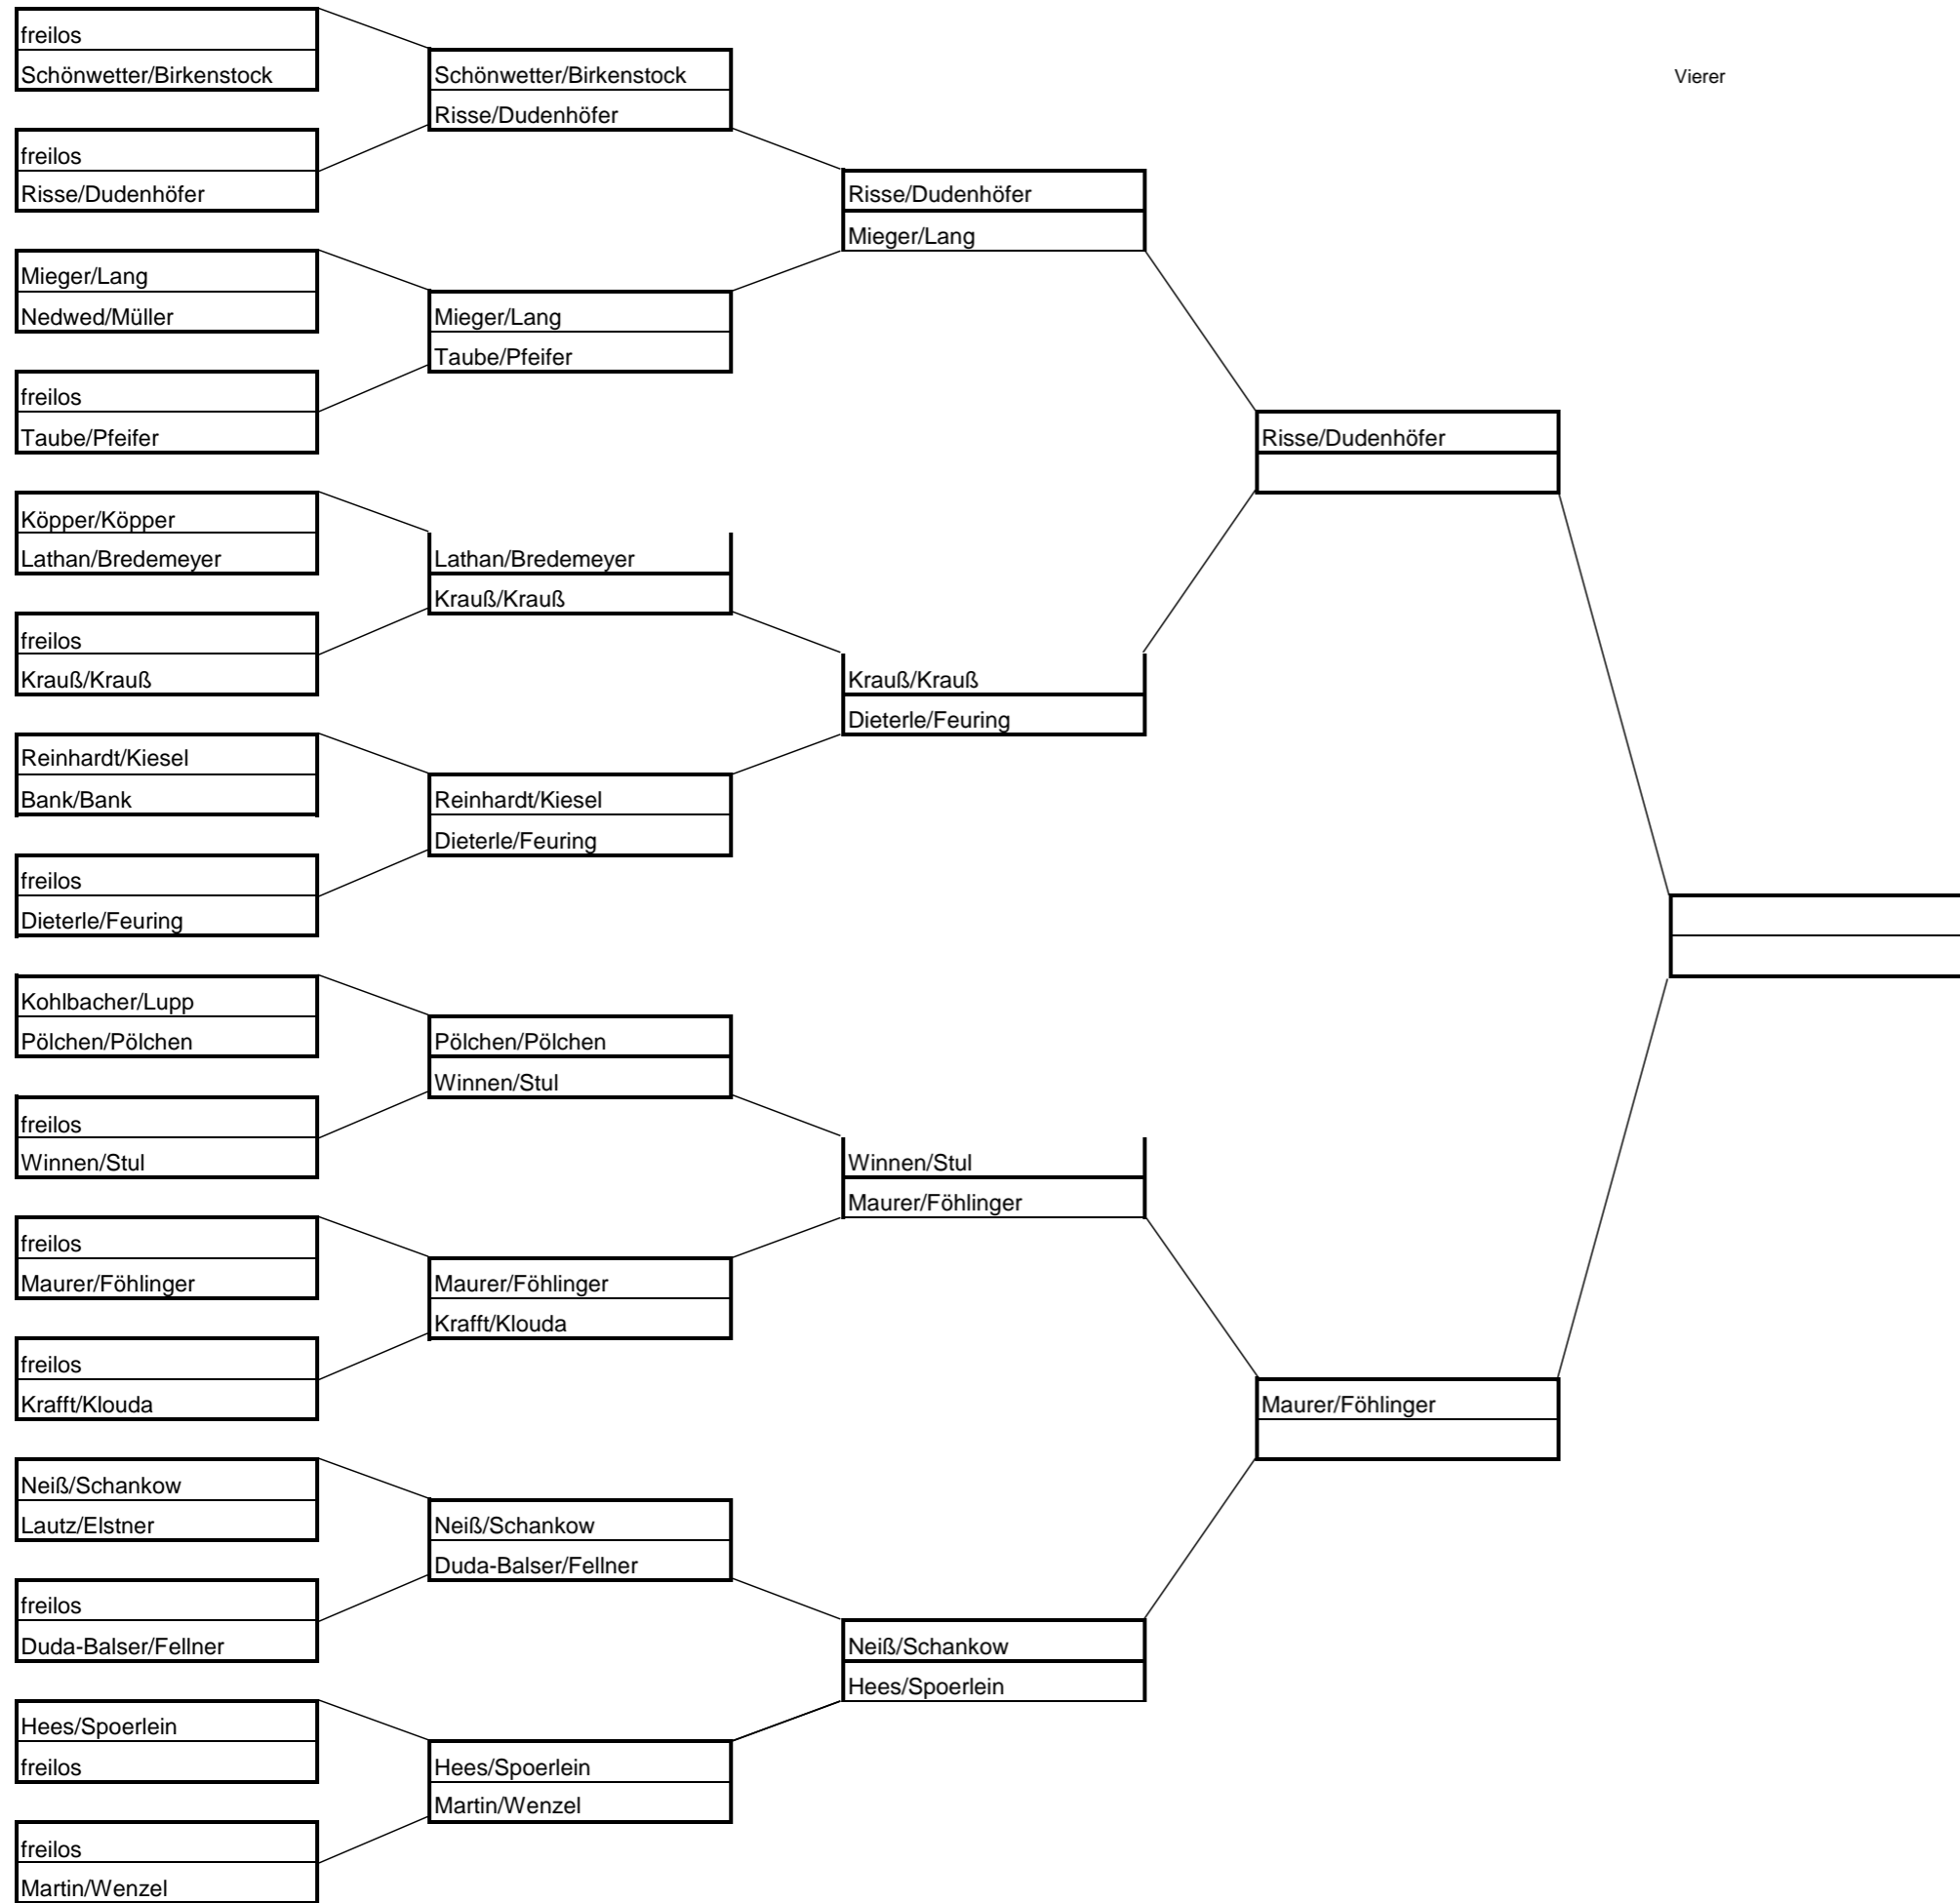 freilos
Schönwetter/Birkenstock
freilos
Risse/Dudenhöfer
Mieger/Lang
Nedwed/Müller
freilos
Taube/Pfeifer
Köpper/Köpper
Lathan/Bredemeyer
freilos
Krauß/Krauß
Reinhardt/Kiesel
Bank/Bank
freilos
Dieterle/Feuring
Kohlbacher/Lupp
Pölchen/Pölchen
freilos
Winnen/Stul
freilos
Maurer/Föhlinger
freilos
Krafft/Klouda
Neiß/Schankow
Lautz/Elstner
freilos
Duda-Balser/Fellner
Hees/Spoerlein
freilos
freilos
Martin/Wenzel
Schönwetter/Birkenstock
Risse/Dudenhöfer
Mieger/Lang
Taube/Pfeifer
Lathan/Bredemeyer
Krauß/Krauß
Reinhardt/Kiesel
Dieterle/Feuring
Pölchen/Pölchen
Winnen/Stul
Maurer/Föhlinger
Krafft/Klouda
Neiß/Schankow
Duda-Balser/Fellner
Hees/Spoerlein
Martin/Wenzel
Risse/Dudenhöfer
Mieger/Lang
Krauß/Krauß
Dieterle/Feuring
Winnen/Stul
Maurer/Föhlinger
Neiß/Schankow
Hees/Spoerlein
Risse/Dudenhöfer
Maurer/Föhlinger
Vierer